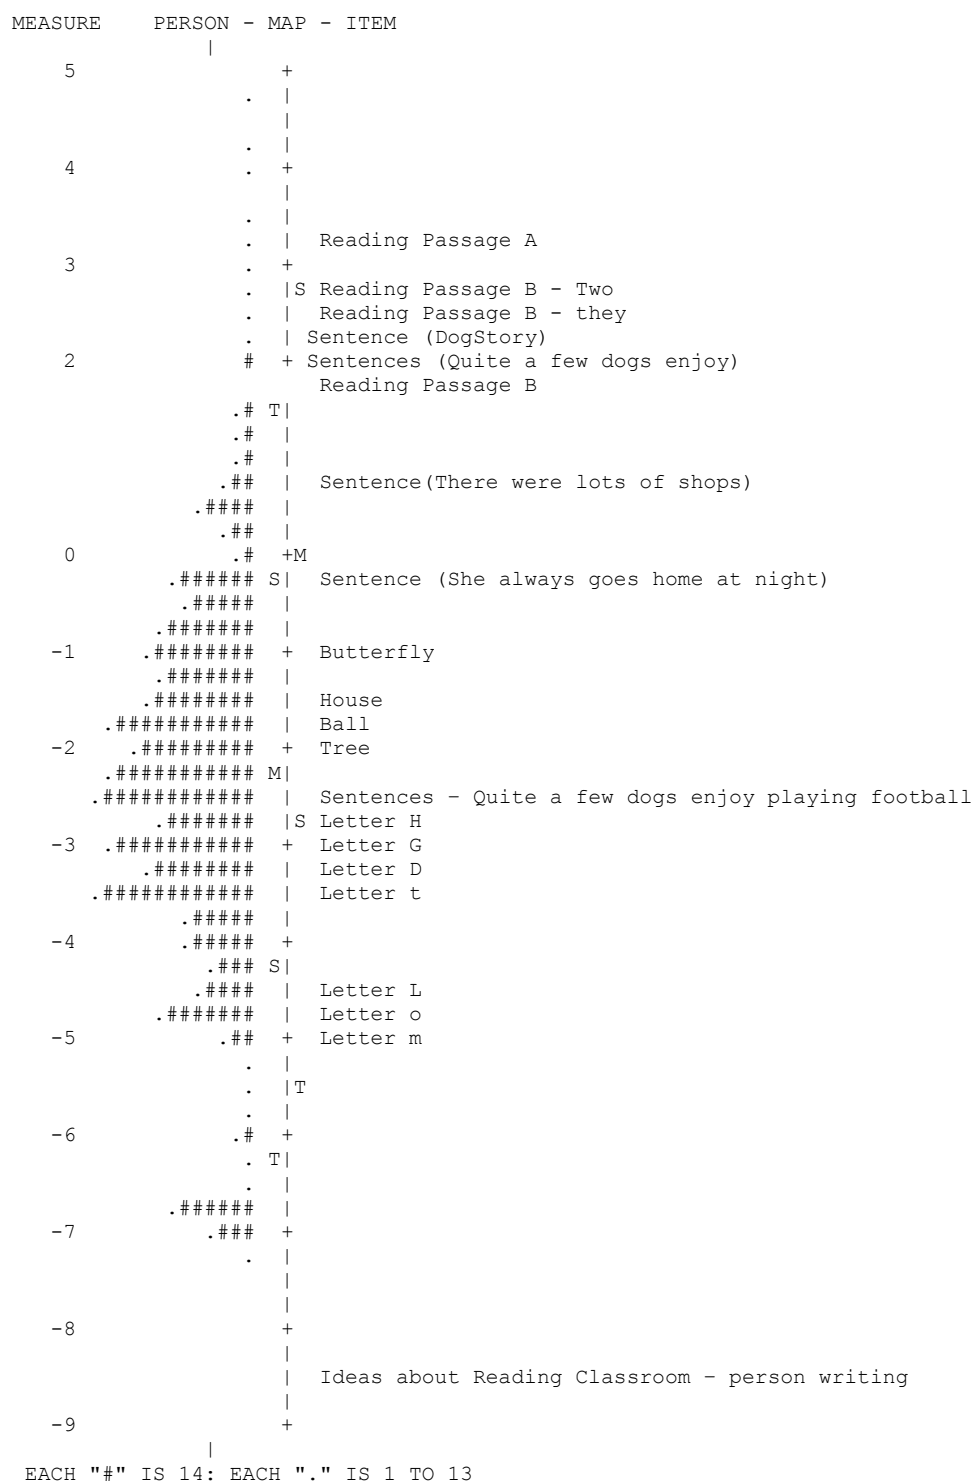 MEASURE    PERSON - MAP - ITEM
               |
    5                +
                  .  |
                     |
                  .  |
    4             .  +
                     |
                  .  |
                  .  |  Reading Passage A
    3             .  +
                  .  |S Reading Passage B - Two
                  .  |  Reading Passage B - they
                  .  | Sentence (DogStory)
    2             #  + Sentences (Quite a few dogs enjoy)
                        Reading Passage B
                 .# T|
                 .#  |
                 .#  |
                .##  |  Sentence(There were lots of shops)
              .####  |
                .##  |
    0            .#  +M
            .###### S|  Sentence (She always goes home at night)
             .#####  |
           .#######  |
   -1     .########  +  Butterfly
           .#######  |
          .########  |  House
       .###########  |  Ball
   -2    .#########  +  Tree
       .########### M|
      .############  |  Sentences – Quite a few dogs enjoy playing football
           .#######  |S Letter H
   -3  .###########  +  Letter G
          .########  |  Letter D
      .############  |  Letter t
             .#####  |
   -4        .#####  +
               .### S|
              .####  |  Letter L
           .#######  |  Letter o
   -5           .##  +  Letter m
                  .  |
                  .  |T
                  .  |
   -6            .#  +
                  . T|
                  .  |
            .######  |
   -7          .###  +
                  .  |
                     |
                     |
   -8                +
                     |
                     |  Ideas about Reading Classroom – person writing
                     |
   -9                +
               |
 EACH "#" IS 14: EACH "." IS 1 TO 13